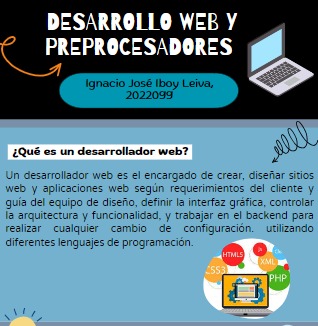 DESARROLLO WEB Y
PREPROCESADORES
Ignacio José Iboy Leiva,
2022099
¿Qué es un desarrollador web?
Un desarrollador web es el encargado de crear, diseñar sitios
web y aplicaciones web según requerimientos del cliente y
guía del equipo de diseño, definir la interfaz gráfica, controlar
la arquitectura y funcionalidad, y trabajar en el backend para
realizar cualquier cambio de configuración. utilizando
diferentes lenguajes de programación.
HTML5
CSS3
XML
PHP